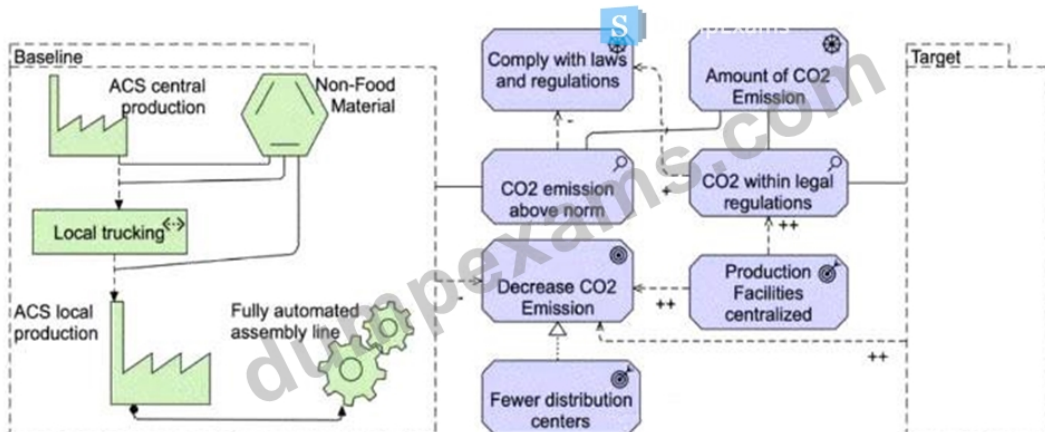 Baseline
ACS central
production
Non-Food
Material
Local trucking
ACS local
production
Fully automated
assembly line
S
Comply with laws
and regulations
-
Amount of CO2
Emission
CO2 emission
above norm
+
CO2 within legal
regulations
++
-
Decrease CO2
Emission
++
Production
Facilities
centralized
++
Fewer distribution
centers
Target
dumpexams.com